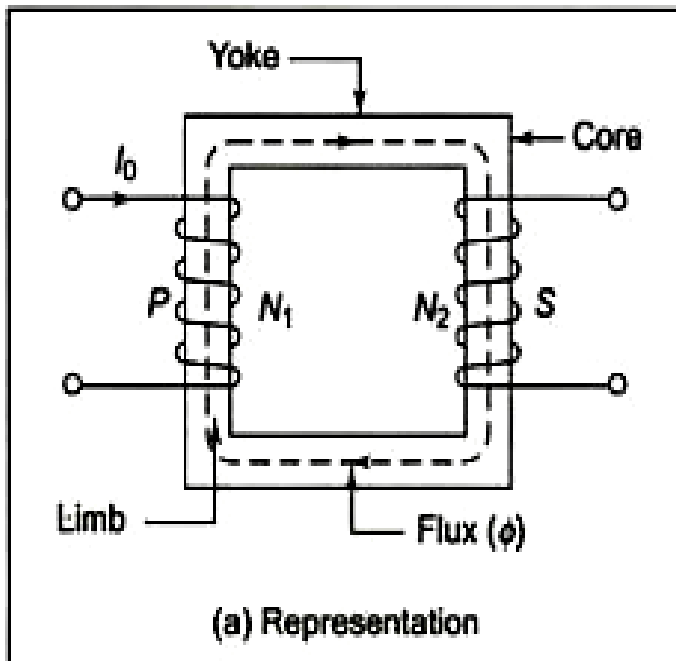 Yoke
Core
I0
P N1 N2 S
Limb
Flux (ϕ)
(a) Representation